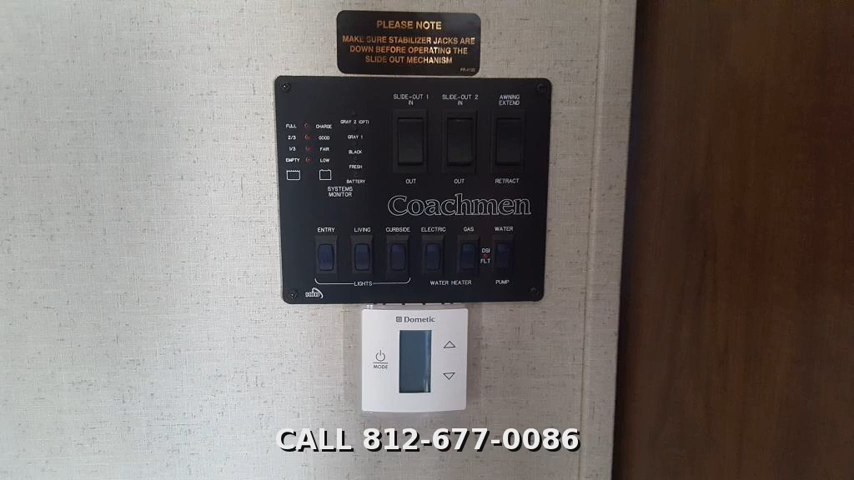 PLEASE NOTE
MAKE SURE STABILIZER JACKS ARE
DOWN BEFORE OPERATING THE
SLIDE OUT MECHANISM
SLIDE-OUT 1
IN
SLIDE-OUT 2
IN
AWNING
EXTEND
FULL
CHARGE
GRAY 2 (OPT)
2/3
GOOD
GRAY 1
1/3
FAIR
BLACK
EMPTY
LOW
FRESH
BATTERY
SYSTEMS
MONITOR
OUT
OUT
RETRACT
Coachmen
ENTRY
LIVING
CURBSIDE
ELECTRIC
GAS
WATER
DSI
FLT
LIGHTS
WATER HEATER
PUMP
Dometic
MODE
CALL 812-677-0086